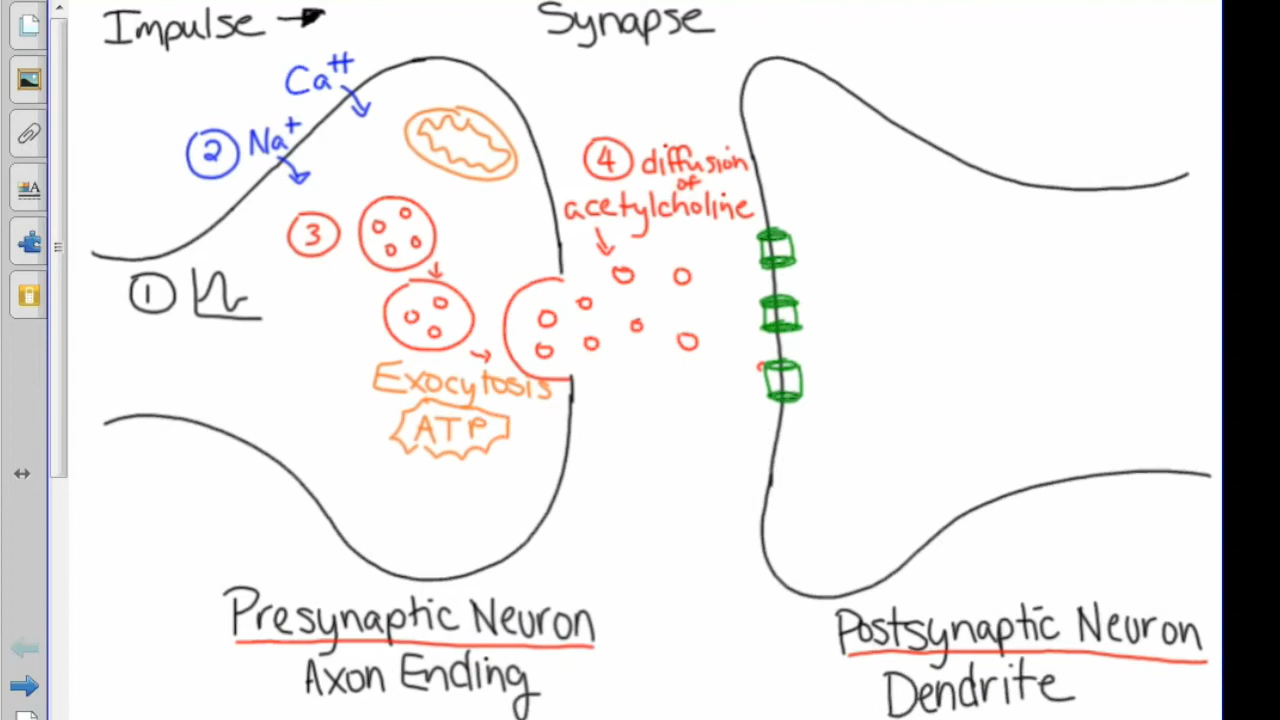 Impulse →
Synapse
Ca++
2 Na+
4 diffusion
of
acetylcholine
3
1
Exocytosis
ATP
Presynaptic Neuron
Axon Ending
Postsynaptic Neuron
Dendrite